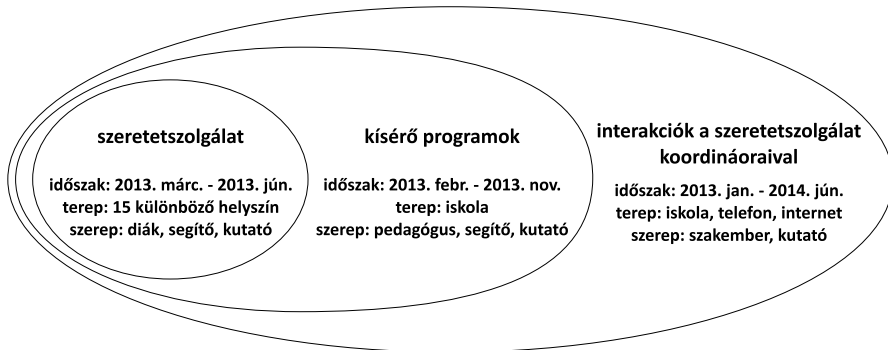 szeretetszolgálat
időszak: 2013. márc. - 2013. jún.
terep: 15 különböző helyszín
szerep: diák, segítő, kutató
kísérő programok
időszak: 2013. febr. - 2013. nov.
terep: iskola
szerep: pedagógus, segítő, kutató
interakciók a szeretetszolgálat
koordináoraival
időszak: 2013. jan. - 2014. jún.
terep: iskola, telefon, internet
szerep: szakember, kutató